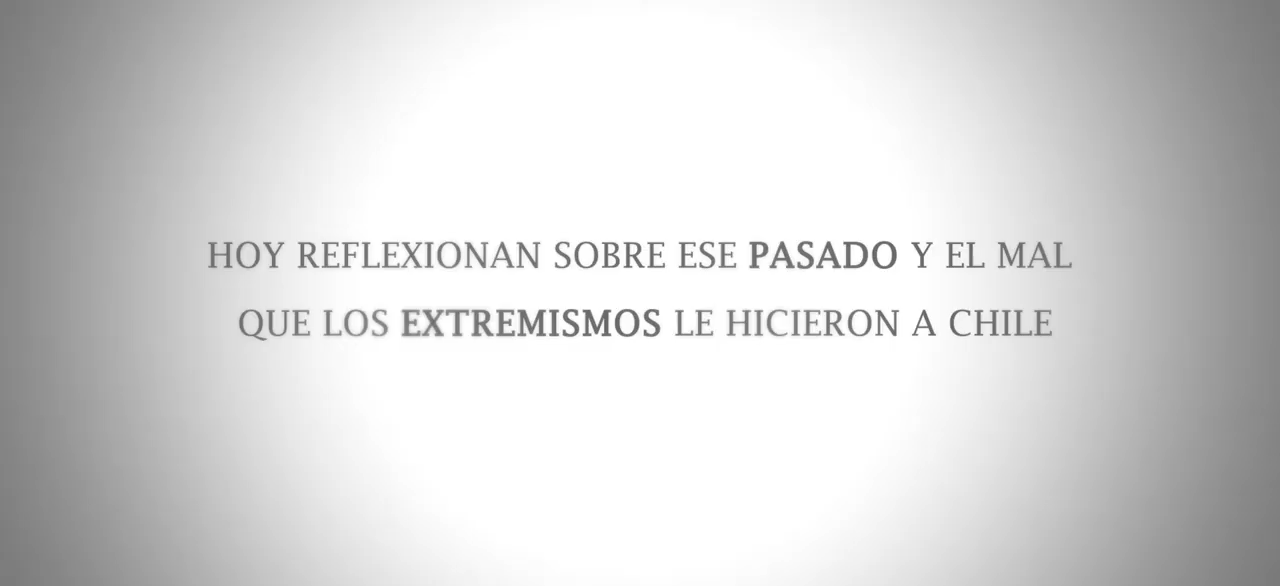 HOY REFLEXIONAN SOBRE ESE PASADO Y EL MAL
QUE LOS EXTREMISMOS LE HICIERON A CHILE